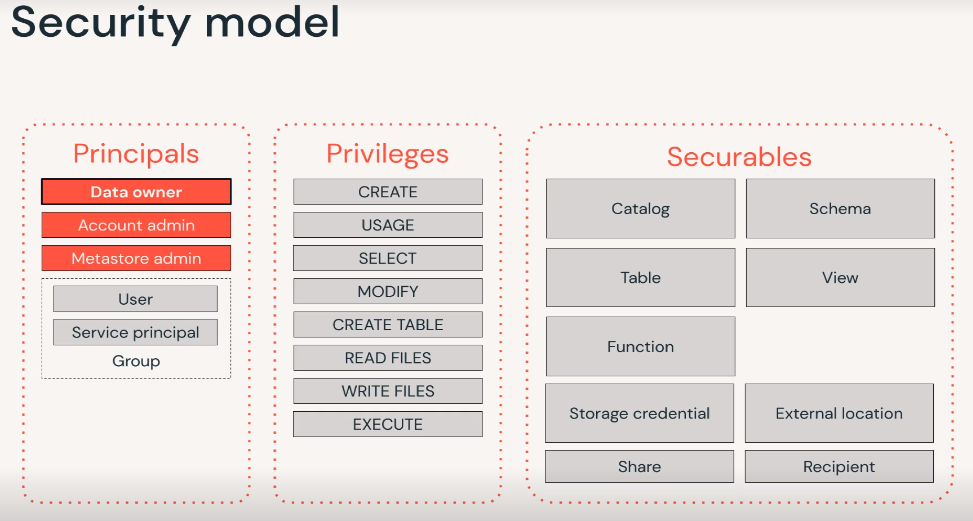 Security model
Principals
Data owner
Account admin
Metastore admin
User
Service principal
Group
Privileges
CREATE
USAGE
SELECT
MODIFY
CREATE TABLE
READ FILES
WRITE FILES
EXECUTE
Securables
Catalog
Schema
Table
View
Function
Storage credential
External location
Share
Recipient